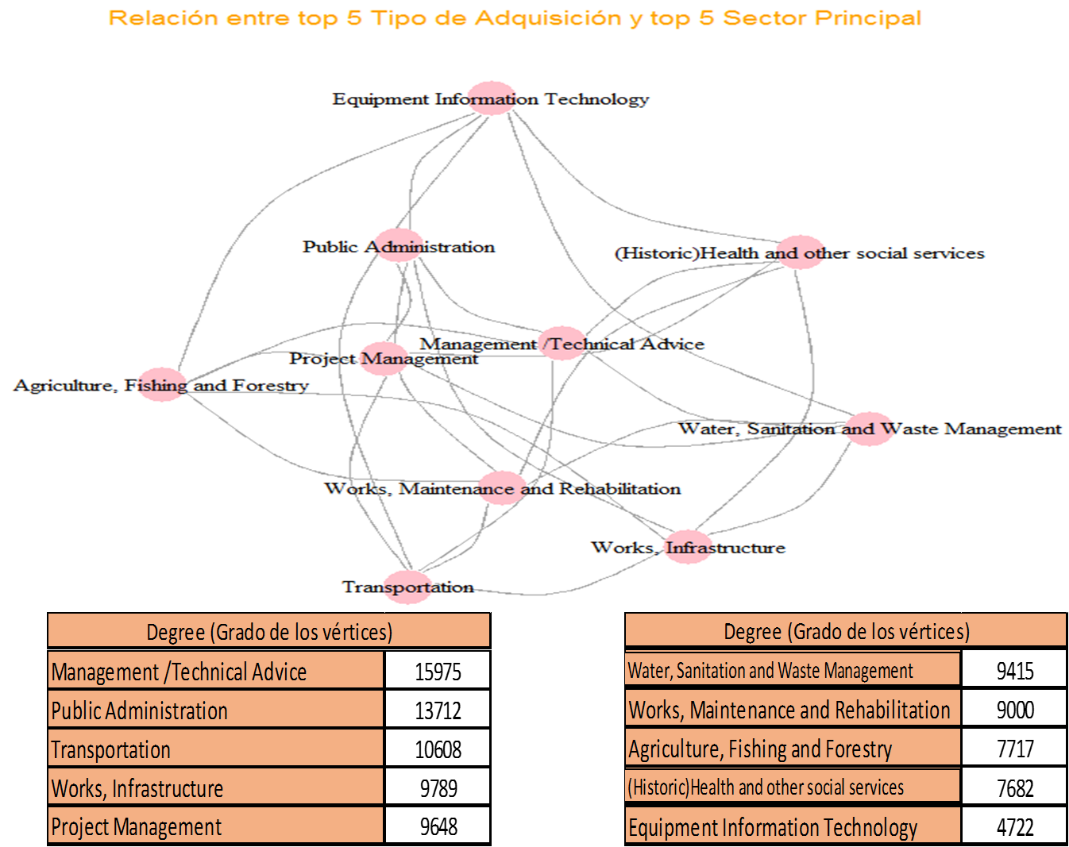 Relación entre top 5 Tipo de Adquisición y top 5 Sector Principal
Equipment Information Technology
Public Administration
(Historic)Health and other social services
Management /Technical Advice
Project Management
Agriculture, Fishing and Forestry
Water, Sanitation and Waste Management
Works, Maintenance and Rehabilitation
Works, Infrastructure
Transportation
Degree (Grado de los vértices)
Management /Technical Advice 15975
Public Administration 13712
Transportation 10608
Works, Infrastructure 9789
Project Management 9648
Degree (Grado de los vértices)
Water, Sanitation and Waste Management 9415
Works, Maintenance and Rehabilitation 9000
Agriculture, Fishing and Forestry 7717
(Historic)Health and other social services 7682
Equipment Information Technology 4722